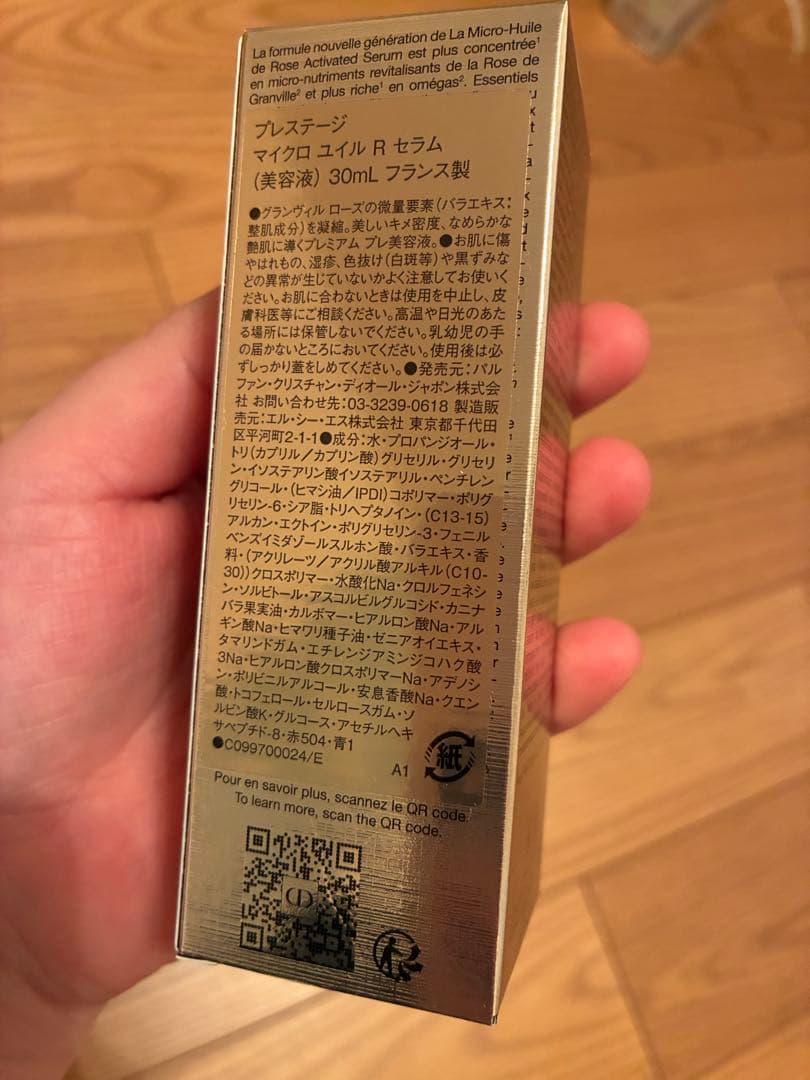 La formule nouvelle génération de La Micro-Huile
de Rose Activated Serum est plus concentrée¹
en micro-nutriments revitalisants de la Rose de
Granville² et plus riche¹ en omégas². Essentiels
プレステージ
マイクロ ユイル R セラム
(美容液) 30mL フランス製
●グランヴィル ローズの微量要素(バラエキス:
整肌成分)を凝縮。美しいキメ密度、なめらかな
艶肌に導くプレミアム プレ美容液。●お肌に傷
やはれもの、湿疹、色抜け(白斑等)や黒ずみな
どの異常が生じていないかよく注意してお使いく
ださい。お肌に合わないときは使用を中止し、皮
膚科医等にご相談ください。高温や日光のあた
る場所には保管しないでください。乳幼児の手
の届かないところにおいてください。使用後は必
ずしっかり蓋をしめてください。●発売元:パル
ファン・クリスチャン・ディオール・ジャポン株式会
社 お問い合わせ先:03-3239-0618 製造販
売元:エル・シー・エス株式会社 東京都千代田
区平河町2-1-1●成分:水・プロパンジオール・
トリ(カプリル/カプリン酸)グリセリル・グリセリ
ン・イソステアリン酸イソステアリル・ペンチレン
グリコール・(ヒマシ油/IPDI)コポリマー・ポリグ
リセリン-6・シア脂・トリヘプタノイン・(C13-15)
アルカン・エクトイン・ポリグリセリン-3・フェニル
ベンズイミダゾールスルホン酸・バラエキス・香
料・(アクリレーツ/アクリル酸アルキル(C10-
30))クロスポリマー・水酸化Na・クロルフェネシ
ン・ソルビトール・アスコルビルグルコシド・カニナ
バラ果実油・カルボマー・ヒアルロン酸Na・アル
ギン酸Na・ヒマワリ種子油・ゼニアオイエキス・
タマリンドガム・エチレンジアミンジコハク酸
3Na・ヒアルロン酸クロスポリマーNa・アデノシ
ン・ポリビニルアルコール・安息香酸Na・クエン
酸・トコフェロール・セルロースガム・ソ
ルビン酸K・グルコース・アセチルヘキ
サペプチド-8・赤504・青1
●C099700024/E
A1
紙
Pour en savoir plus, scannez le QR code.
To learn more, scan the QR code.
CD